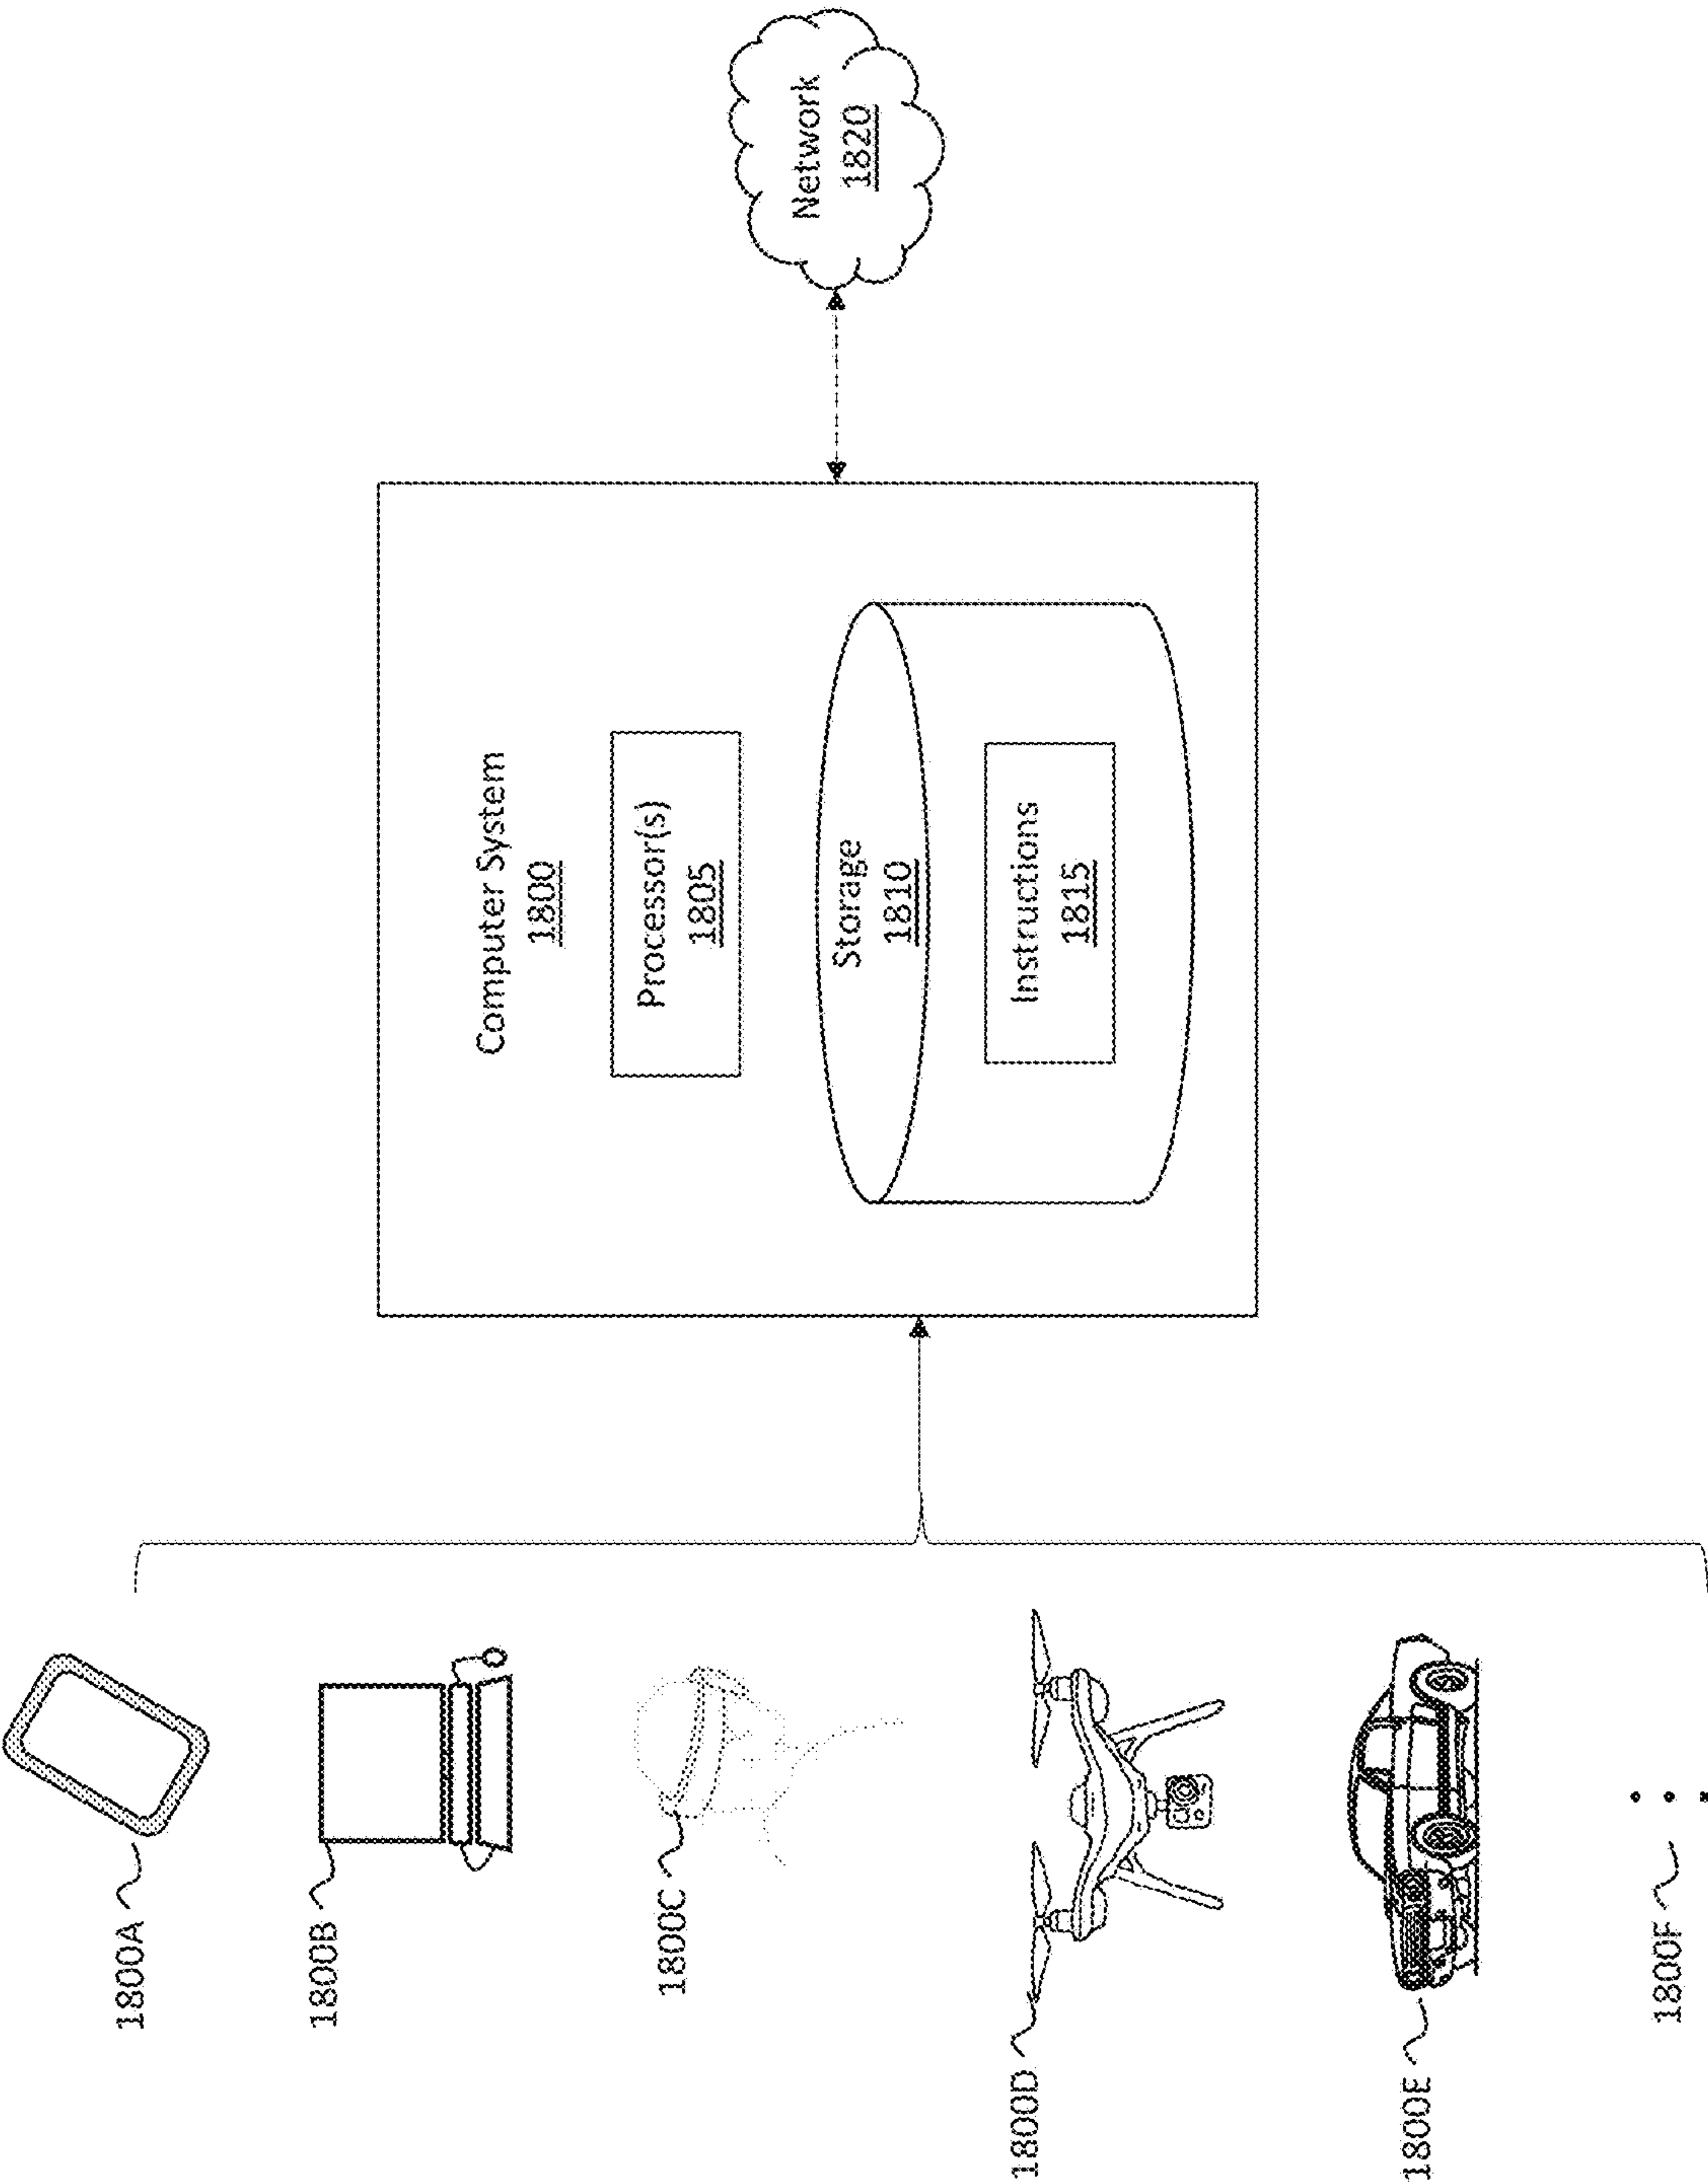 1800A
1800B
1800C
1800D
1800E
1800F
Computer System
1800
Processor(s)
1805
Storage
1810
Instructions
1815
Network
1820